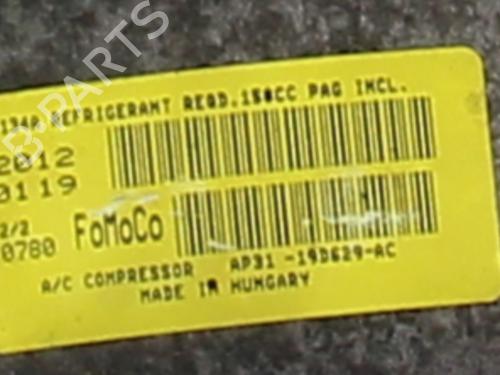 B-PARTS
134A REFRIGERANT REQD.150CC PAG INCL.
2012
0119
2/2
0780
FoMoCo
A/C COMPRESSOR AP31 -19D629-AC
MADE IN HUNGARY